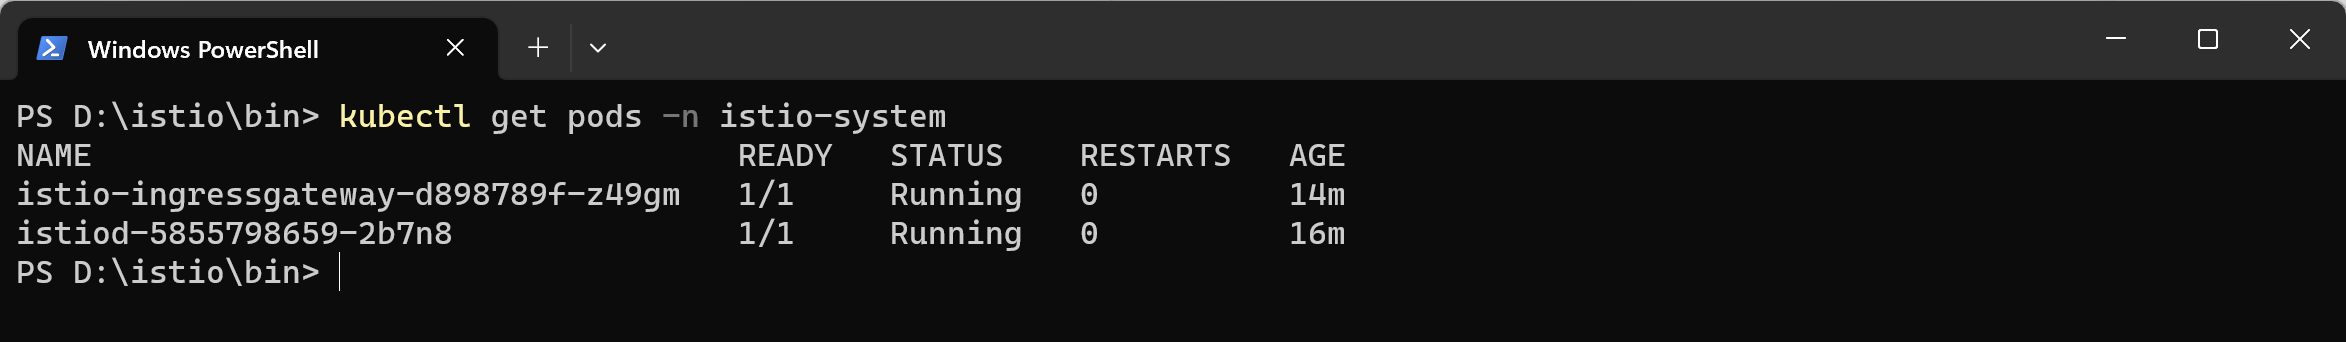 Windows PowerShell
PS D:\istio\bin> kubectl get pods -n istio-system
NAME                                  READY   STATUS    RESTARTS   AGE
istio-ingressgateway-d898789f-z49gm   1/1     Running   0          14m
istiod-5855798659-2b7n8               1/1     Running   0          16m
PS D:\istio\bin>